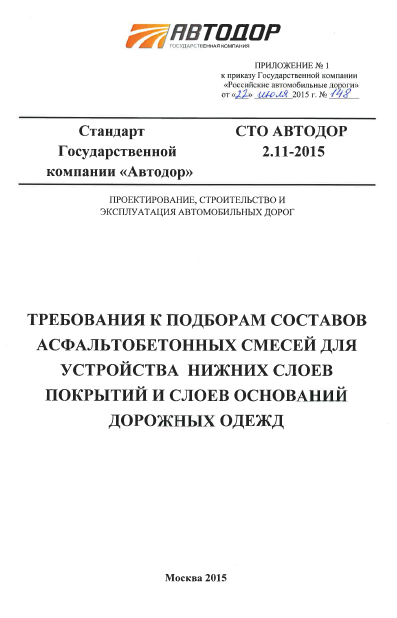 АВТОДОР
ГОСУДАРСТВЕННАЯ КОМПАНИЯ
ПРИЛОЖЕНИЕ № 1
к приказу Государственной компании
«Российские автомобильные дороги»
от «22» июля 2015 г. № 148
Стандарт
Государственной
компании «Автодор»
СТО АВТОДОР
2.11-2015
ПРОЕКТИРОВАНИЕ, СТРОИТЕЛЬСТВО И
ЭКСПЛУАТАЦИЯ АВТОМОБИЛЬНЫХ ДОРОГ
ТРЕБОВАНИЯ К ПОДБОРАМ СОСТАВОВ
АСФАЛЬТОБЕТОННЫХ СМЕСЕЙ ДЛЯ
УСТРОЙСТВА НИЖНИХ СЛОЕВ
ПОКРЫТИЙ И СЛОЕВ ОСНОВАНИЙ
ДОРОЖНЫХ ОДЕЖД
Москва 2015